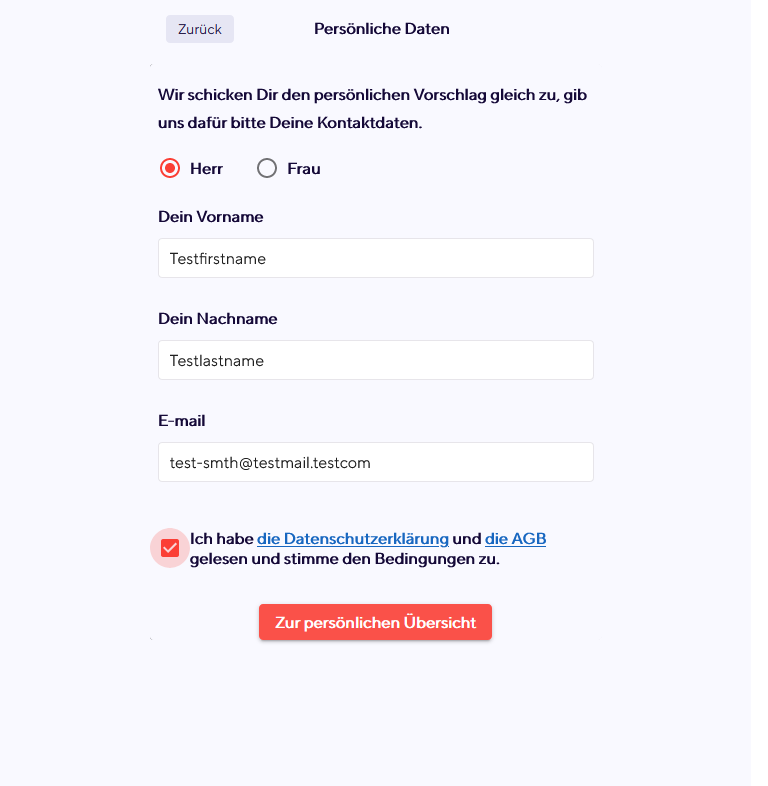 Zurück
Persönliche Daten
Wir schicken Dir den persönlichen Vorschlag gleich zu, gib
uns dafür bitte Deine Kontaktdaten.
Herr
Frau
Dein Vorname
Testfirstname
Dein Nachname
Testlastname
E-mail
test-smth@testmail.testcom
Ich habe die Datenschutzerklärung und die AGB
gelesen und stimme den Bedingungen zu.
Zur persönlichen Übersicht